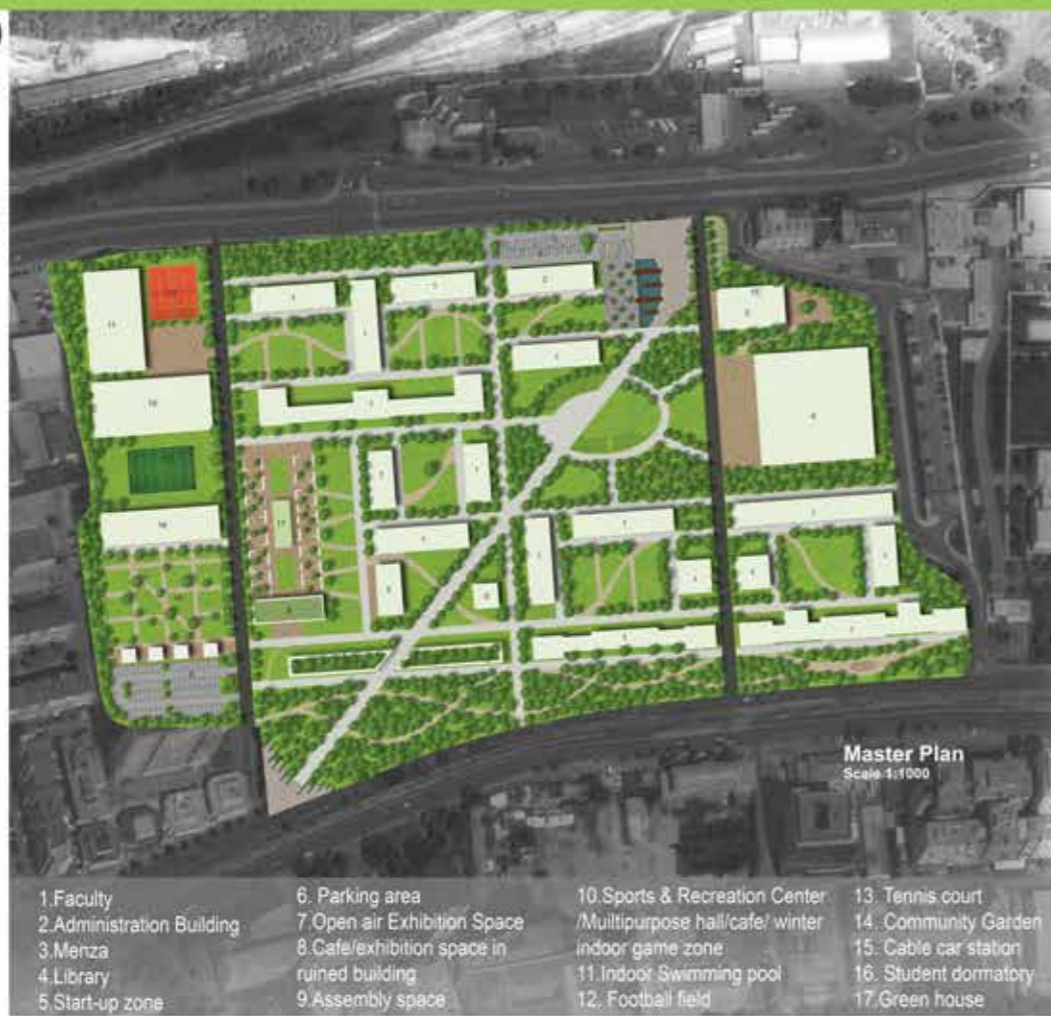 Master Plan
Scale 1:1000
1.Faculty
2.Administration Building
3.Menza
4.Library
5.Start-up zone
6. Parking area
7.Open air Exhibition Space
8.Cafe/exhibition space in
ruined building
9.Assembly space
10.Sports & Recreation Center
/Muiltipurpose hall/cafe/ winter
indoor game zone
11.Indoor Swimming pool
12. Football field
13. Tennis court
14. Community Garden
15. Cable car station
16. Student dormatory
17.Green house